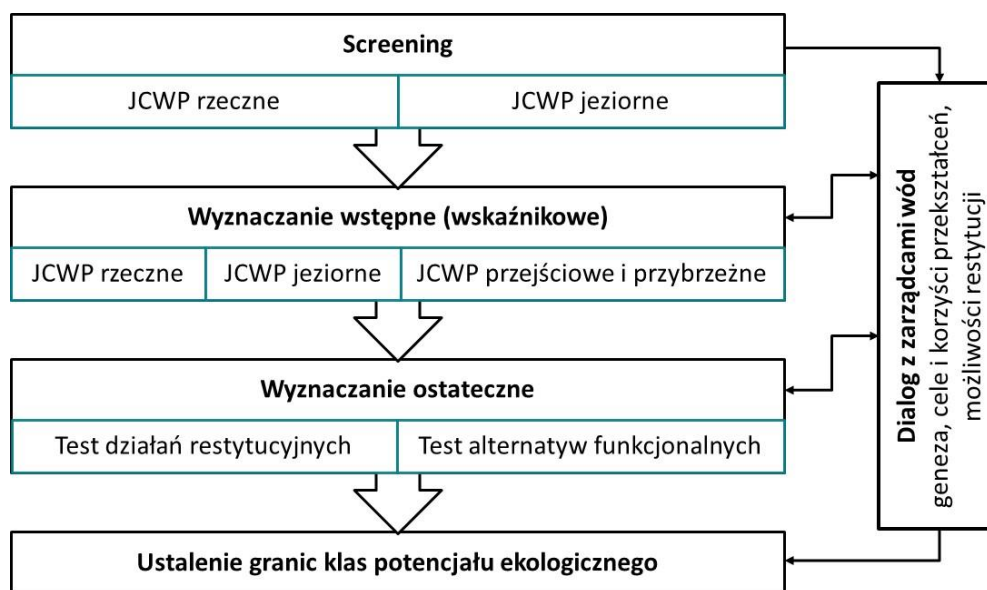 Screening
JCWP rzeczne
JCWP jeziorne
Wyznaczanie wstępne (wskaźnikowe)
JCWP rzeczne
JCWP jeziorne
JCWP przejściowe i przybrzeżne
Wyznaczanie ostateczne
Test działań restytucyjnych
Test alternatyw funkcjonalnych
Ustalenie granic klas potencjału ekologicznego
Dialog z zarządcami wód
geneza, cele i korzyści przekształceń,
możliwości restytucji